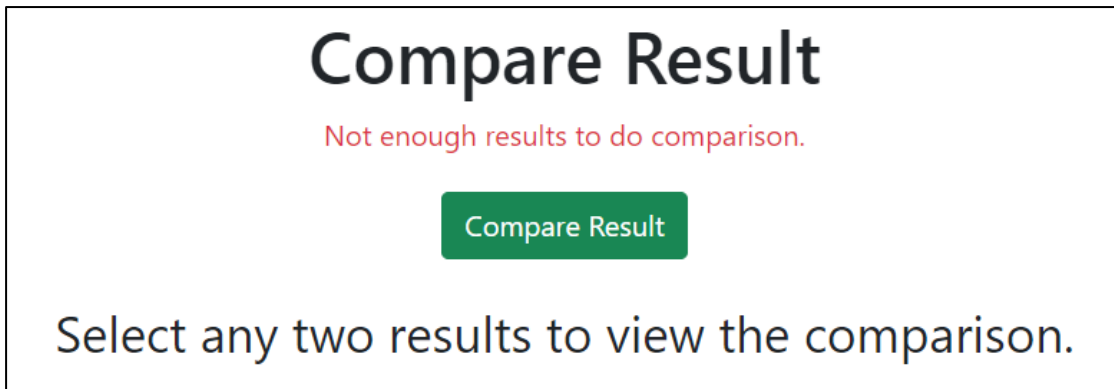 Compare Result
Not enough results to do comparison.
Compare Result
Select any two results to view the comparison.